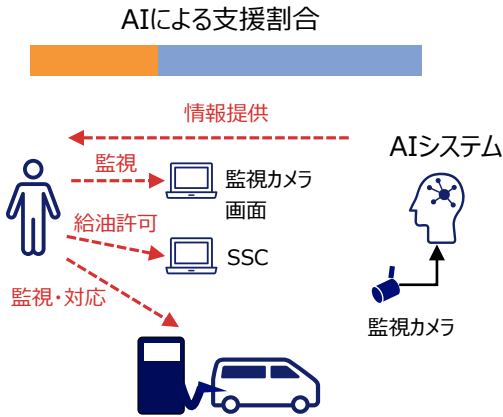 AIによる支援割合
情報提供
AIシステム
監視
監視カメラ
画面
給油許可
SSC
監視・対応
監視カメラ